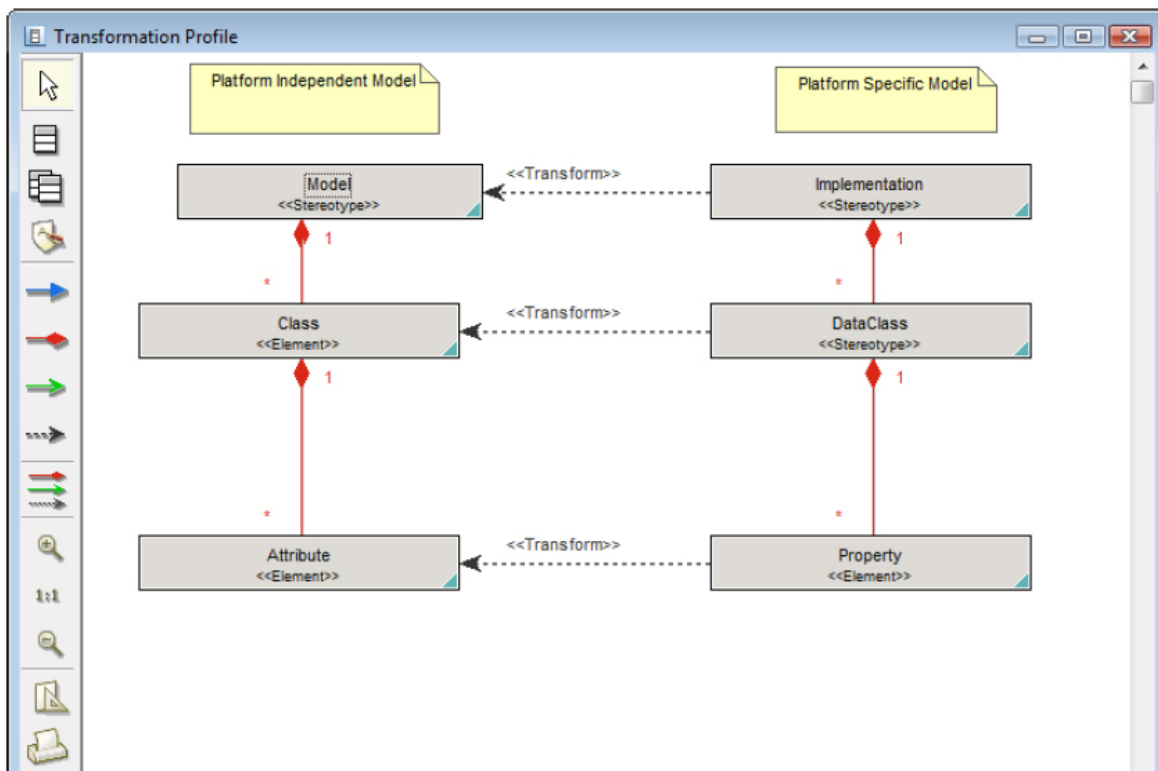 Transformation Profile
Platform Independent Model
Platform Specific Model
Model
<<Stereotype>>
<<Transform>>
Implementation
<<Stereotype>>
1
1
*
*
Class
<<Element>>
<<Transform>>
DataClass
<<Stereotype>>
1
1
*
*
Attribute
<<Element>>
<<Transform>>
Property
<<Element>>
1:1